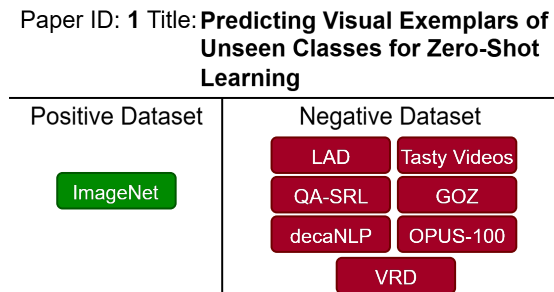 Paper ID: 1 Title: Predicting Visual Exemplars of
Unseen Classes for Zero-Shot
Learning
Positive Dataset
Negative Dataset
ImageNet
LAD
Tasty Videos
QA-SRL
GOZ
decaNLP
OPUS-100
VRD